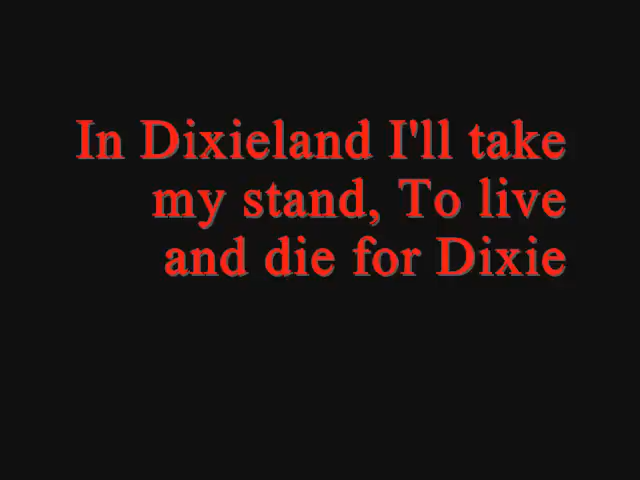 In Dixieland I'll take
my stand, To live
and die for Dixie